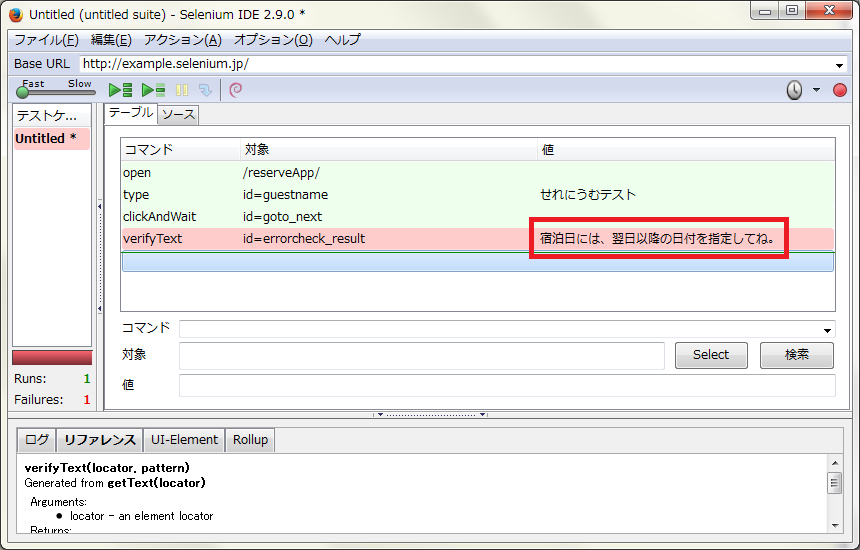 Untitled (untitled suite) - Selenium IDE 2.9.0 *
ファイル(F) 編集(E) アクション(A) オプション(O) ヘルプ
Base URL http://example.selenium.jp/
Fast Slow
テストケ... テーブル ソース
Untitled *
コマンド 対象 値
open /reserveApp/
type id=guestname せれにうむテスト
clickAndWait id=goto_next
verifyText id=errorcheck_result 宿泊日には、翌日以降の日付を指定してね。
コマンド
対象 Select 検索
値
Runs: 1
Failures: 1
ログ リファレンス UI-Element Rollup
verifyText(locator, pattern)
Generated from getText(locator)
Arguments:
• locator - an element locator
Returns: